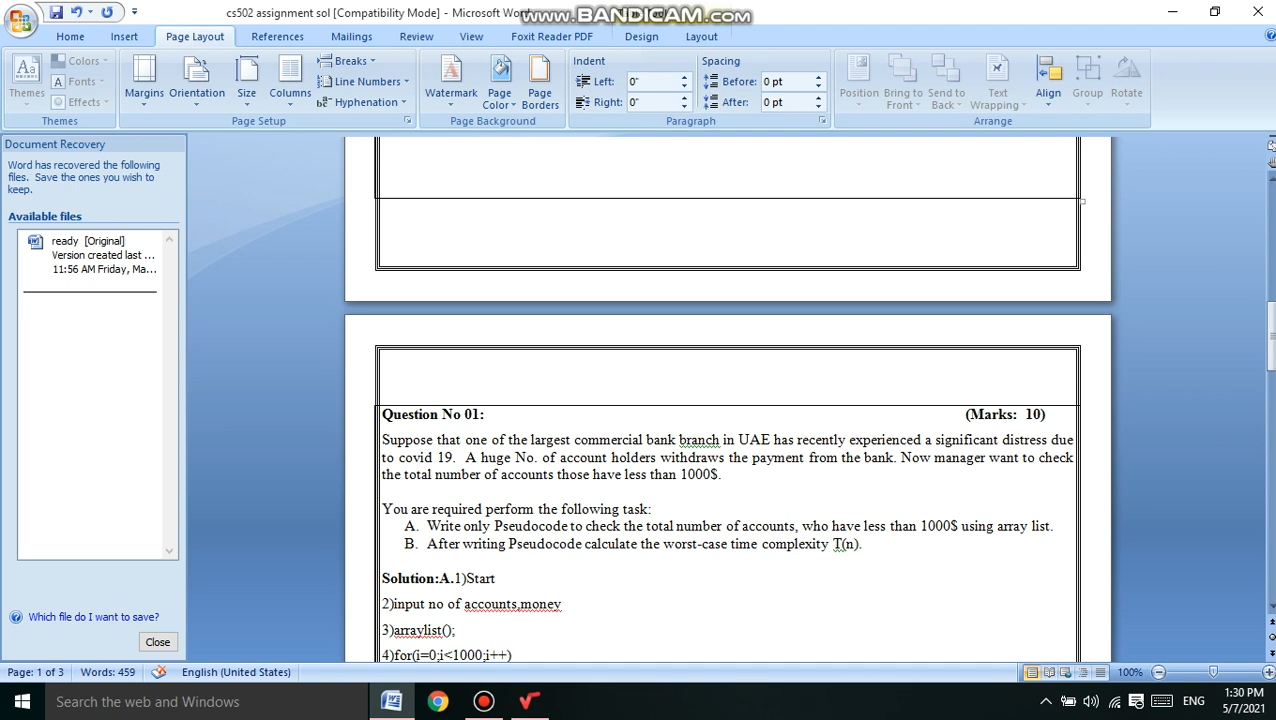 cs502 assignment sol [Compatibility Mode] - Microsoft Word
www.BANDICAM.com
Home Insert Page Layout References Mailings Review View Foxit Reader PDF Design Layout
Themes
Colors
Fonts
Effects
Themes
Margins Orientation Size Columns
Breaks
Line Numbers
Hyphenation
Page Setup
Watermark Page Color Page Borders
Page Background
Indent
Left: 0"
Right: 0"
Spacing
Before: 0 pt
After: 0 pt
Paragraph
Position Bring to Front Send to Back Text Wrapping Align Group Rotate
Arrange
Document Recovery
Word has recovered the following
files. Save the ones you wish to
keep.
Available files
ready [Original]
Version created last ...
11:56 AM Friday, Ma...
Which file do I want to save?
Close
Question No 01: (Marks: 10)
Suppose that one of the largest commercial bank branch in UAE has recently experienced a significant distress due
to covid 19. A huge No. of account holders withdraws the payment from the bank. Now manager want to check
the total number of accounts those have less than 1000$.
You are required perform the following task:
A. Write only Pseudocode to check the total number of accounts, who have less than 1000$ using array list.
B. After writing Pseudocode calculate the worst-case time complexity T(n).
Solution:A.1)Start
2)input no of accounts,money
3)arraylist();
4)for(i=0;i<1000;i++)
Page: 1 of 3 Words: 459 English (United States) 100%
Search the web and Windows
ENG
1:30 PM
5/7/2021